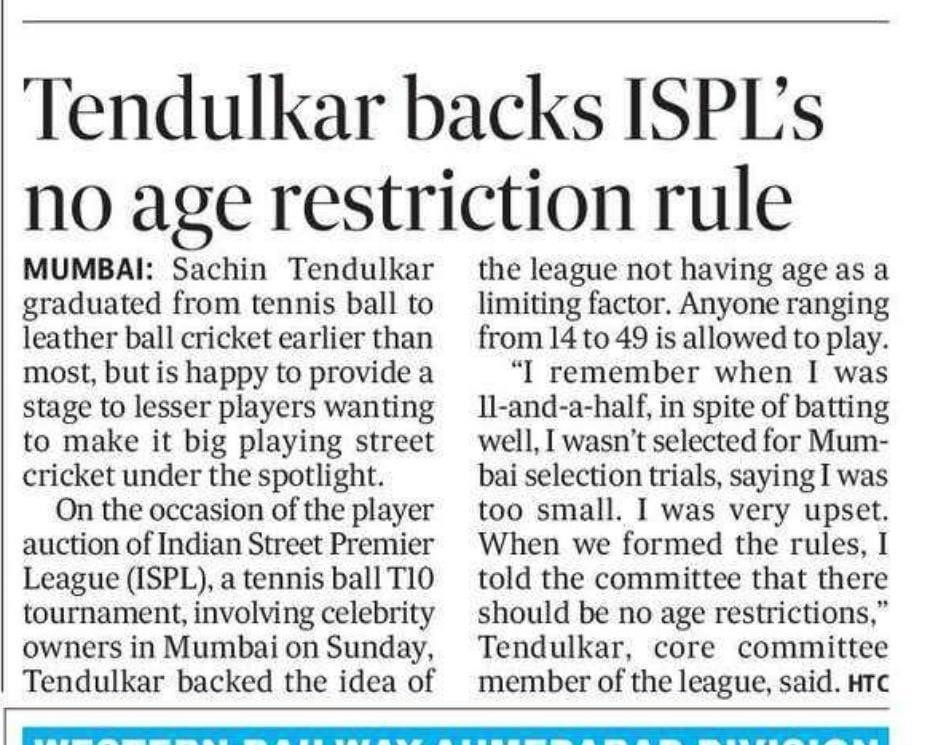 Tendulkar backs ISPL's
no age restriction rule
MUMBAI: Sachin Tendulkar
graduated from tennis ball to
leather ball cricket earlier than
most, but is happy to provide a
stage to lesser players wanting
to make it big playing street
cricket under the spotlight.
On the occasion of the player
auction of Indian Street Premier
League (ISPL), a tennis ball T10
tournament, involving celebrity
owners in Mumbai on Sunday,
Tendulkar backed the idea of
the league not having age as a
limiting factor. Anyone ranging
from 14 to 49 is allowed to play.
“I remember when I was
11-and-a-half, in spite of batting
well, I wasn't selected for Mum-
bai selection trials, saying I was
too small. I was very upset.
When we formed the rules, I
told the committee that there
should be no age restrictions,”
Tendulkar, core committee
member of the league, said. HTC
WESTERN RAILWAY AHMEDABAD DIVISION